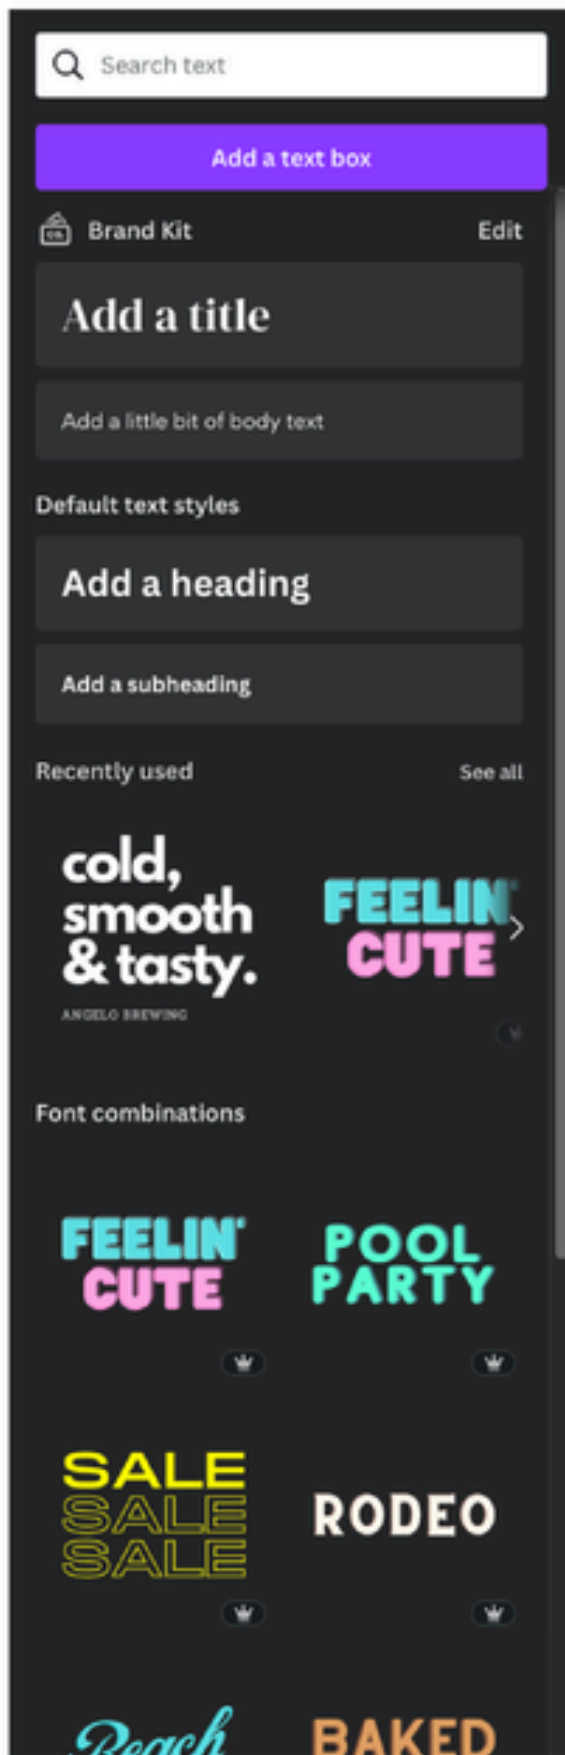 Search text
Add a text box
CO.
Brand Kit
Edit
Add a title
Add a little bit of body text
Default text styles
Add a heading
Add a subheading
Recently used
See all
cold,
smooth
& tasty.
ANGELO BREWING
FEELIN'
CUTE
Font combinations
FEELIN'
CUTE
POOL
PARTY
SALE
SALE
SALE
RODEO
Beach
BAKED